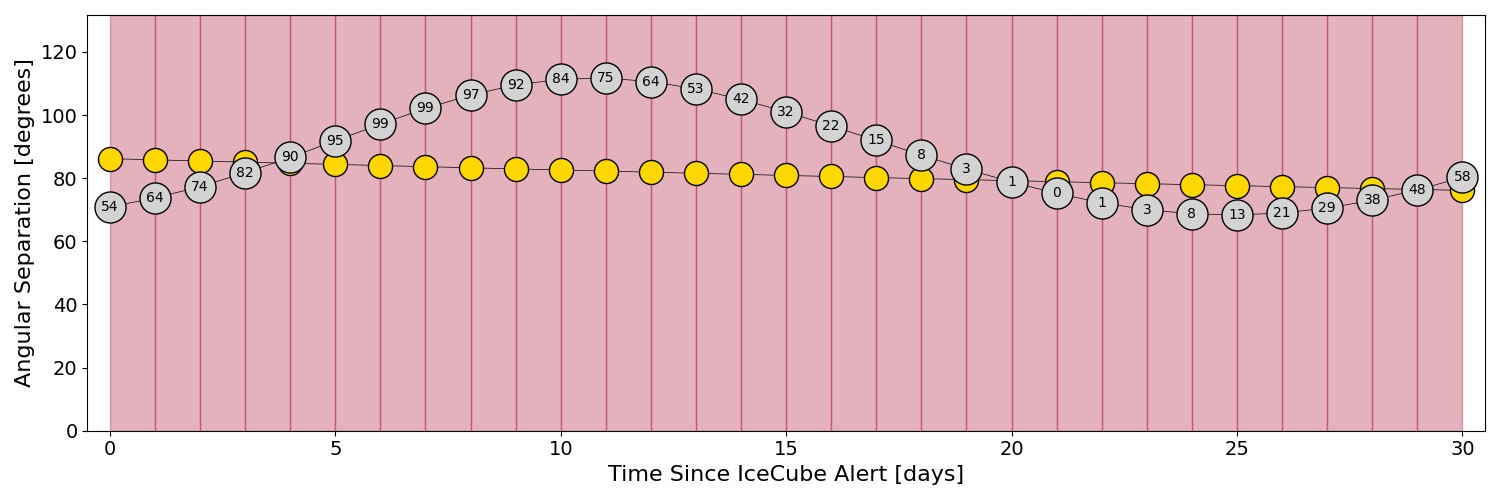 Angular Separation [degrees]
120
100
80
60
40
20
0
54 64 74 82 90 95 99 99 97 92 84 75 64 53 42 32 22 15 8 3 1 0 1 3 8 13 21 29 38 48 58
0 5 10 15 20 25 30
Time Since IceCube Alert [days]